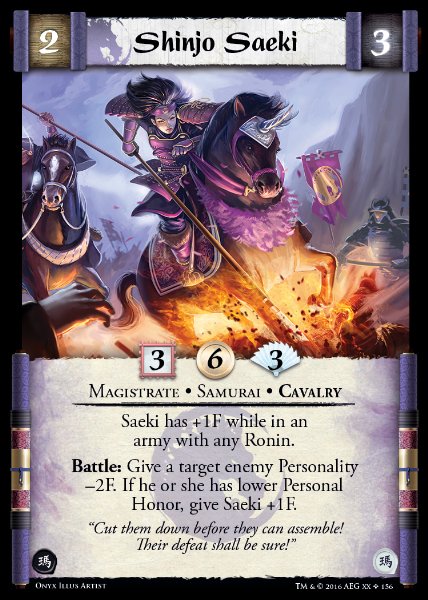 2 Shinjo Saeki 3
3 6 3
Magistrate • Samurai • Cavalry
Saeki has +1F while in an
army with any Ronin.
Battle: Give a target enemy Personality
–2F. If he or she has lower Personal
Honor, give Saeki +1F.
“Cut them down before they can assemble!
Their defeat shall be sure!”
瑪 瑪
Onyx Illus Artist TM & © 2016 AEG XX ❖ 156